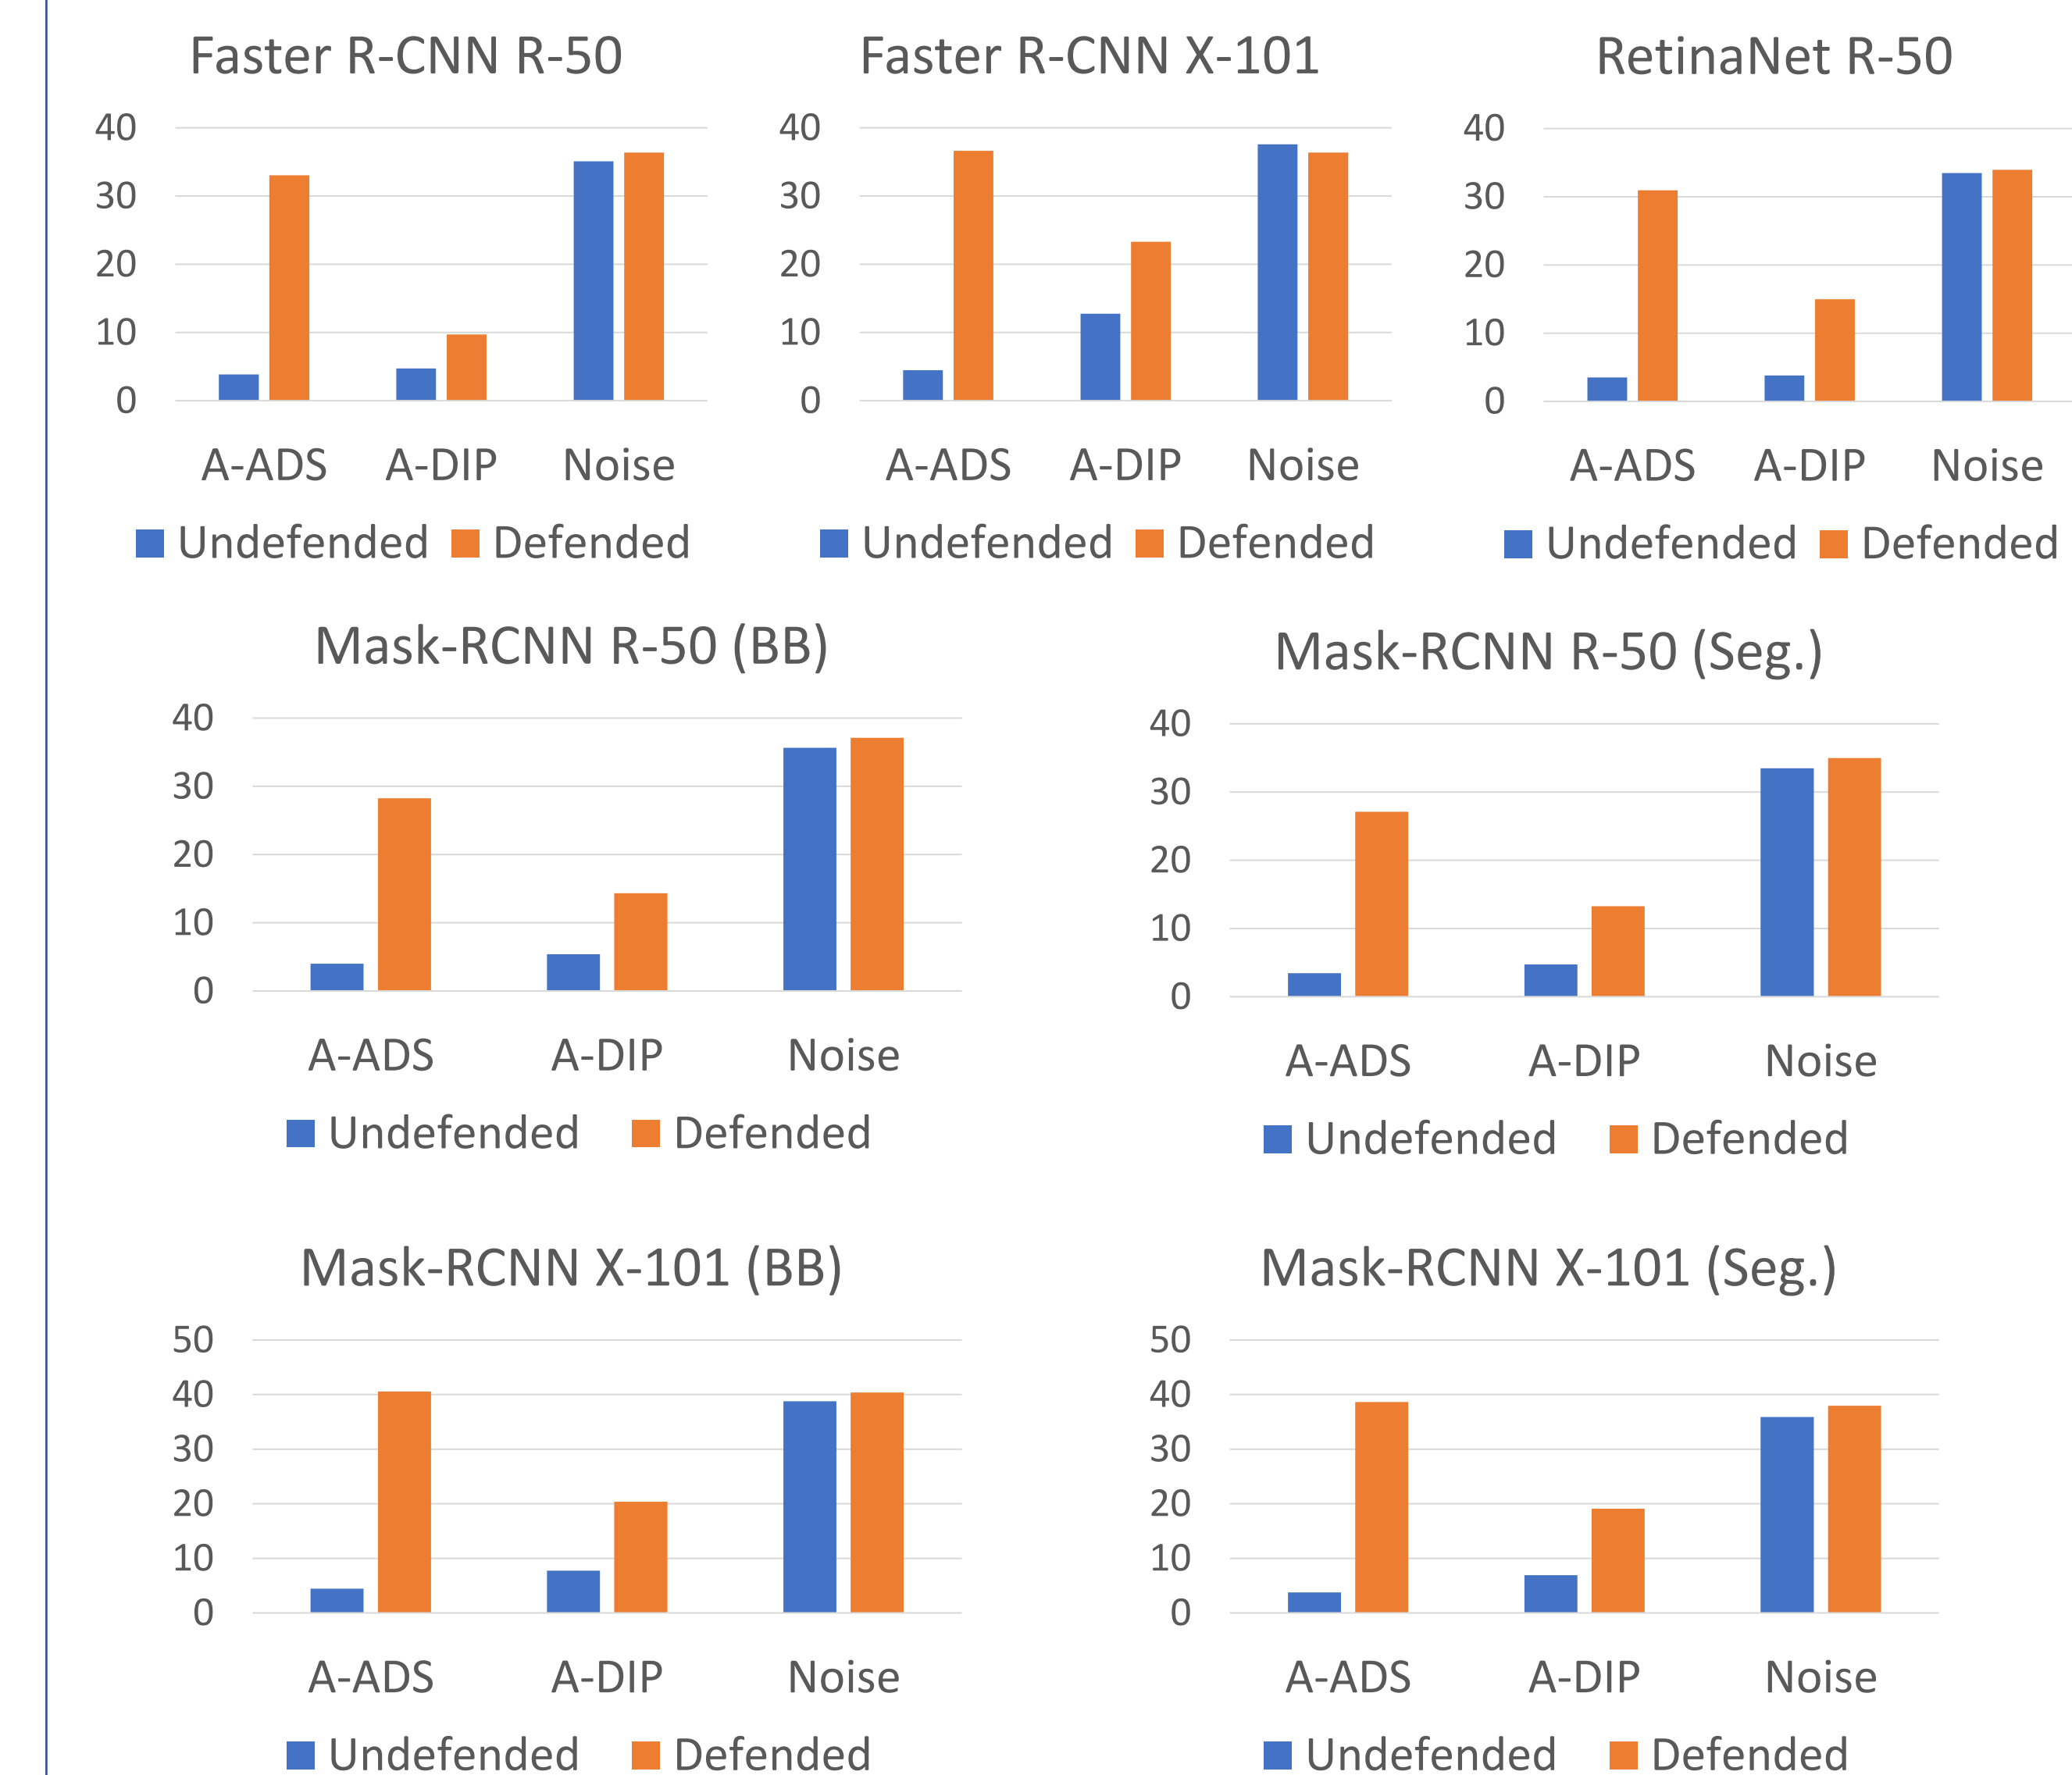 Faster R-CNN R-50
40
30
20
10
0
A-ADS A-DIP Noise
Undefended Defended
Faster R-CNN X-101
40
30
20
10
0
A-ADS A-DIP Noise
Undefended Defended
RetinaNet R-50
40
30
20
10
0
A-ADS A-DIP Noise
Undefended Defended
Mask-RCNN R-50 (BB)
40
30
20
10
0
A-ADS A-DIP Noise
Undefended Defended
Mask-RCNN R-50 (Seg.)
40
30
20
10
0
A-ADS A-DIP Noise
Undefended Defended
Mask-RCNN X-101 (BB)
50
40
30
20
10
0
A-ADS A-DIP Noise
Undefended Defended
Mask-RCNN X-101 (Seg.)
50
40
30
20
10
0
A-ADS A-DIP Noise
Undefended Defended